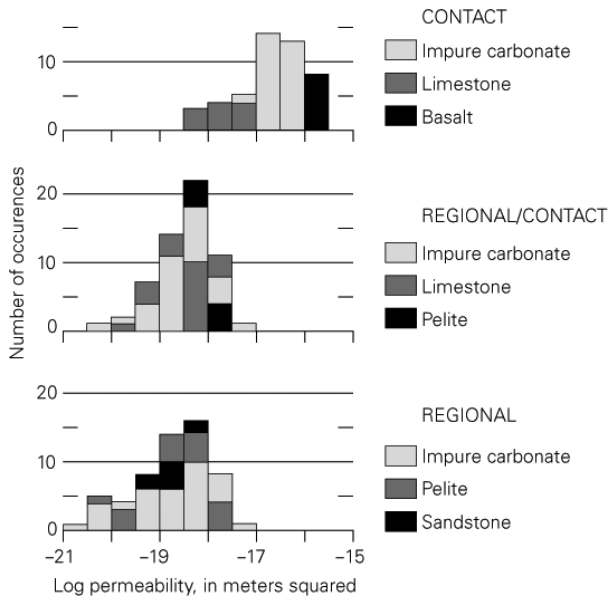 CONTACT
Impure carbonate
Limestone
Basalt
10
0
Number of occurences
20
10
0
REGIONAL/CONTACT
Impure carbonate
Limestone
Pelite
20
10
0
REGIONAL
Impure carbonate
Pelite
Sandstone
–21 –19 –17 –15
Log permeability, in meters squared